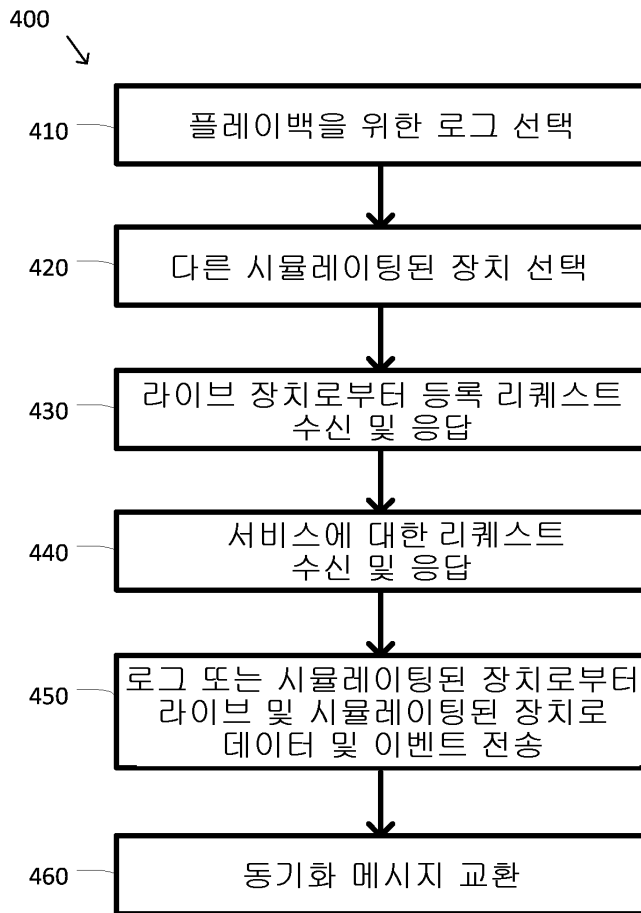 400
410
플레이백을 위한 로그 선택
420
다른 시뮬레이팅된 장치 선택
430
라이브 장치로부터 등록 리퀘스트
수신 및 응답
440
서비스에 대한 리퀘스트
수신 및 응답
450
로그 또는 시뮬레이팅된 장치로부터
라이브 및 시뮬레이팅된 장치로
데이터 및 이벤트 전송
460
동기화 메시지 교환